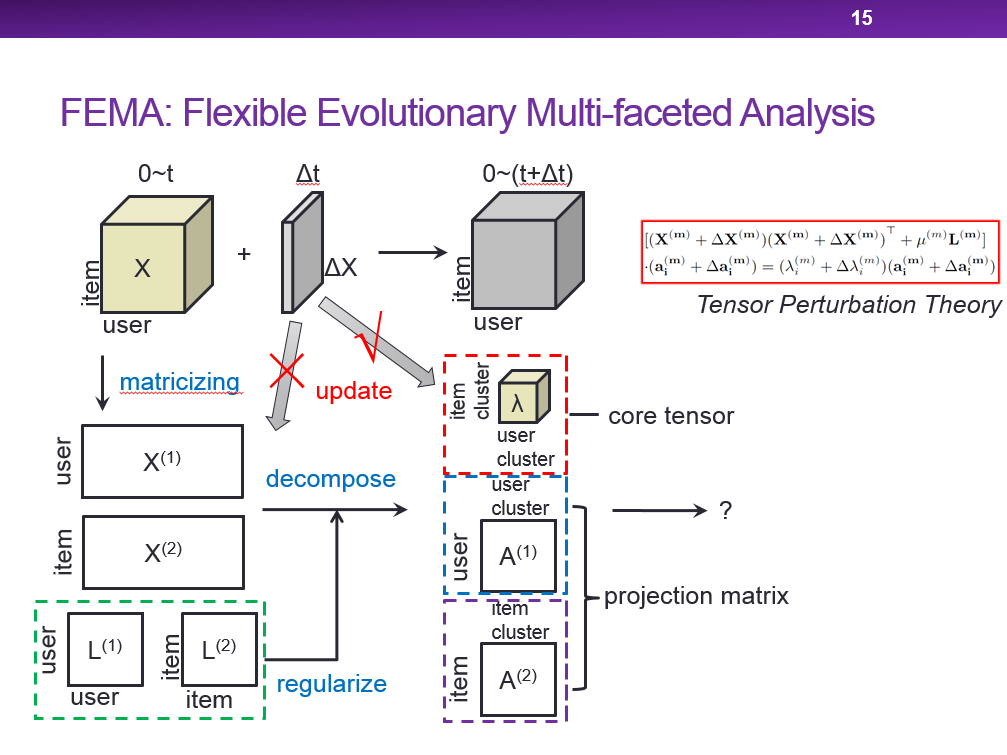 15
FEMA: Flexible Evolutionary Multi-faceted Analysis
0~t
Δt
0~(t+Δt)
X
item
user
+
ΔX
item
user
[(X^(m) + ΔX^(m))(X^(m) + ΔX^(m))^⊤ + μ^(m)L^(m)]
·(a_i^(m) + Δa_i^(m)) = (λ_i^(m) + Δλ_i^(m))(a_i^(m) + Δa_i^(m))
Tensor Perturbation Theory
matricizing
update
item
cluster
λ
user
cluster
core tensor
user
X(1)
item
X(2)
decompose
user
cluster
user
A(1)
?
projection matrix
item
cluster
item
A(2)
user
L(1)
user
item
L(2)
item
regularize